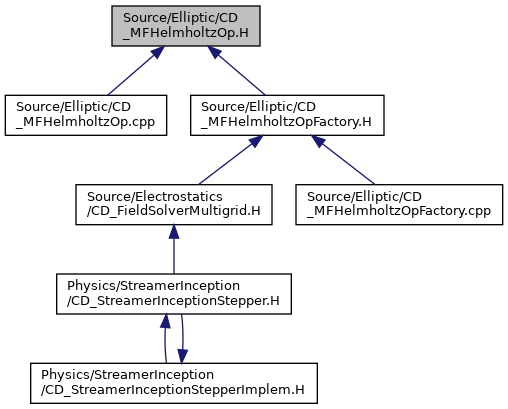 Source/Elliptic/CD
_MFHelmholtzOp.H
Source/Elliptic/CD
_MFHelmholtzOp.cpp
Source/Elliptic/CD
_MFHelmholtzOpFactory.H
Source/Electrostatics
/CD_FieldSolverMultigrid.H
Source/Elliptic/CD
_MFHelmholtzOpFactory.cpp
Physics/StreamerInception
/CD_StreamerInceptionStepper.H
Physics/StreamerInception
/CD_StreamerInceptionStepperImplem.H